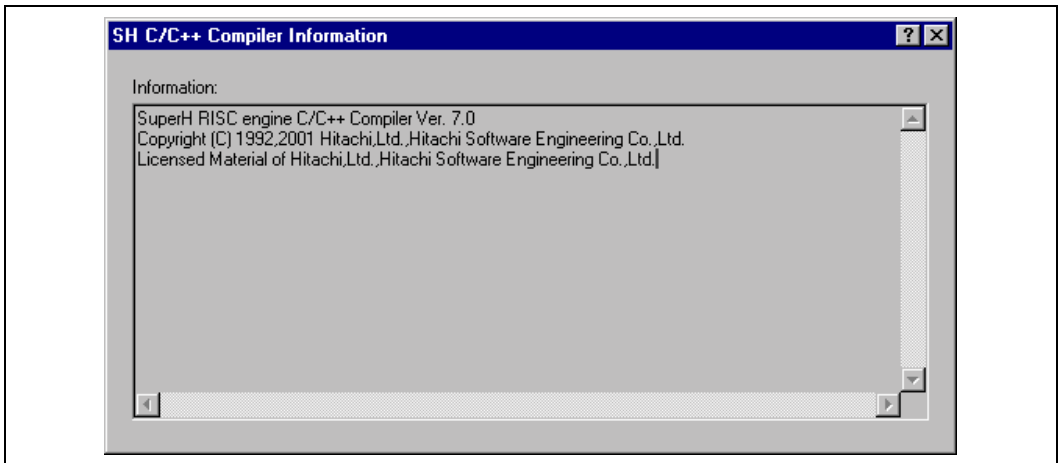 SH C/C++ Compiler Information
Information:
SuperH RISC engine C/C++ Compiler Ver. 7.0
Copyright (C) 1992,2001 Hitachi,Ltd.,Hitachi Software Engineering Co.,Ltd.
Licensed Material of Hitachi,Ltd.,Hitachi Software Engineering Co.,Ltd.